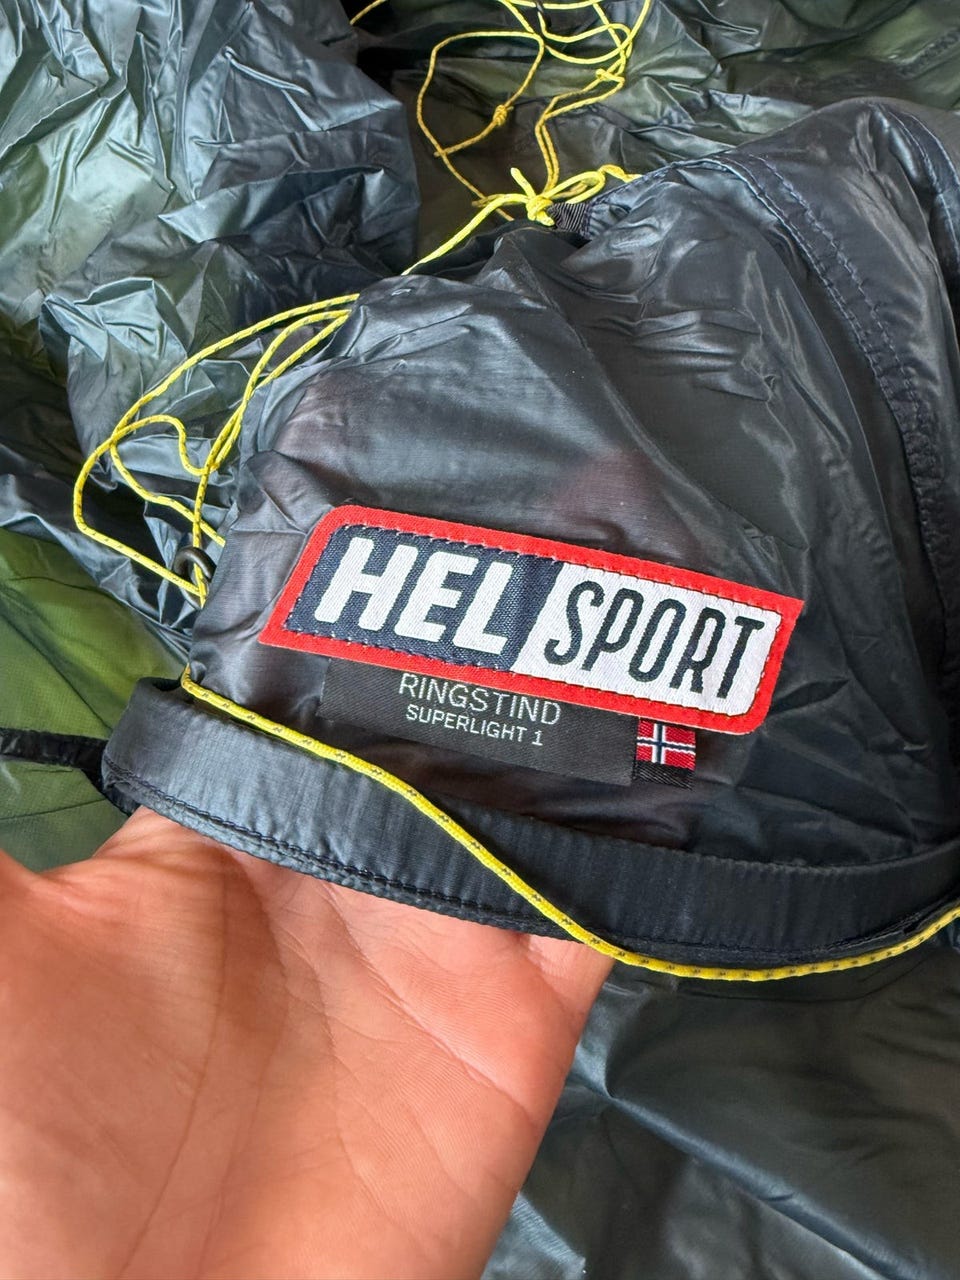 HEL SPORT
RINGSTIND
SUPERLIGHT 1